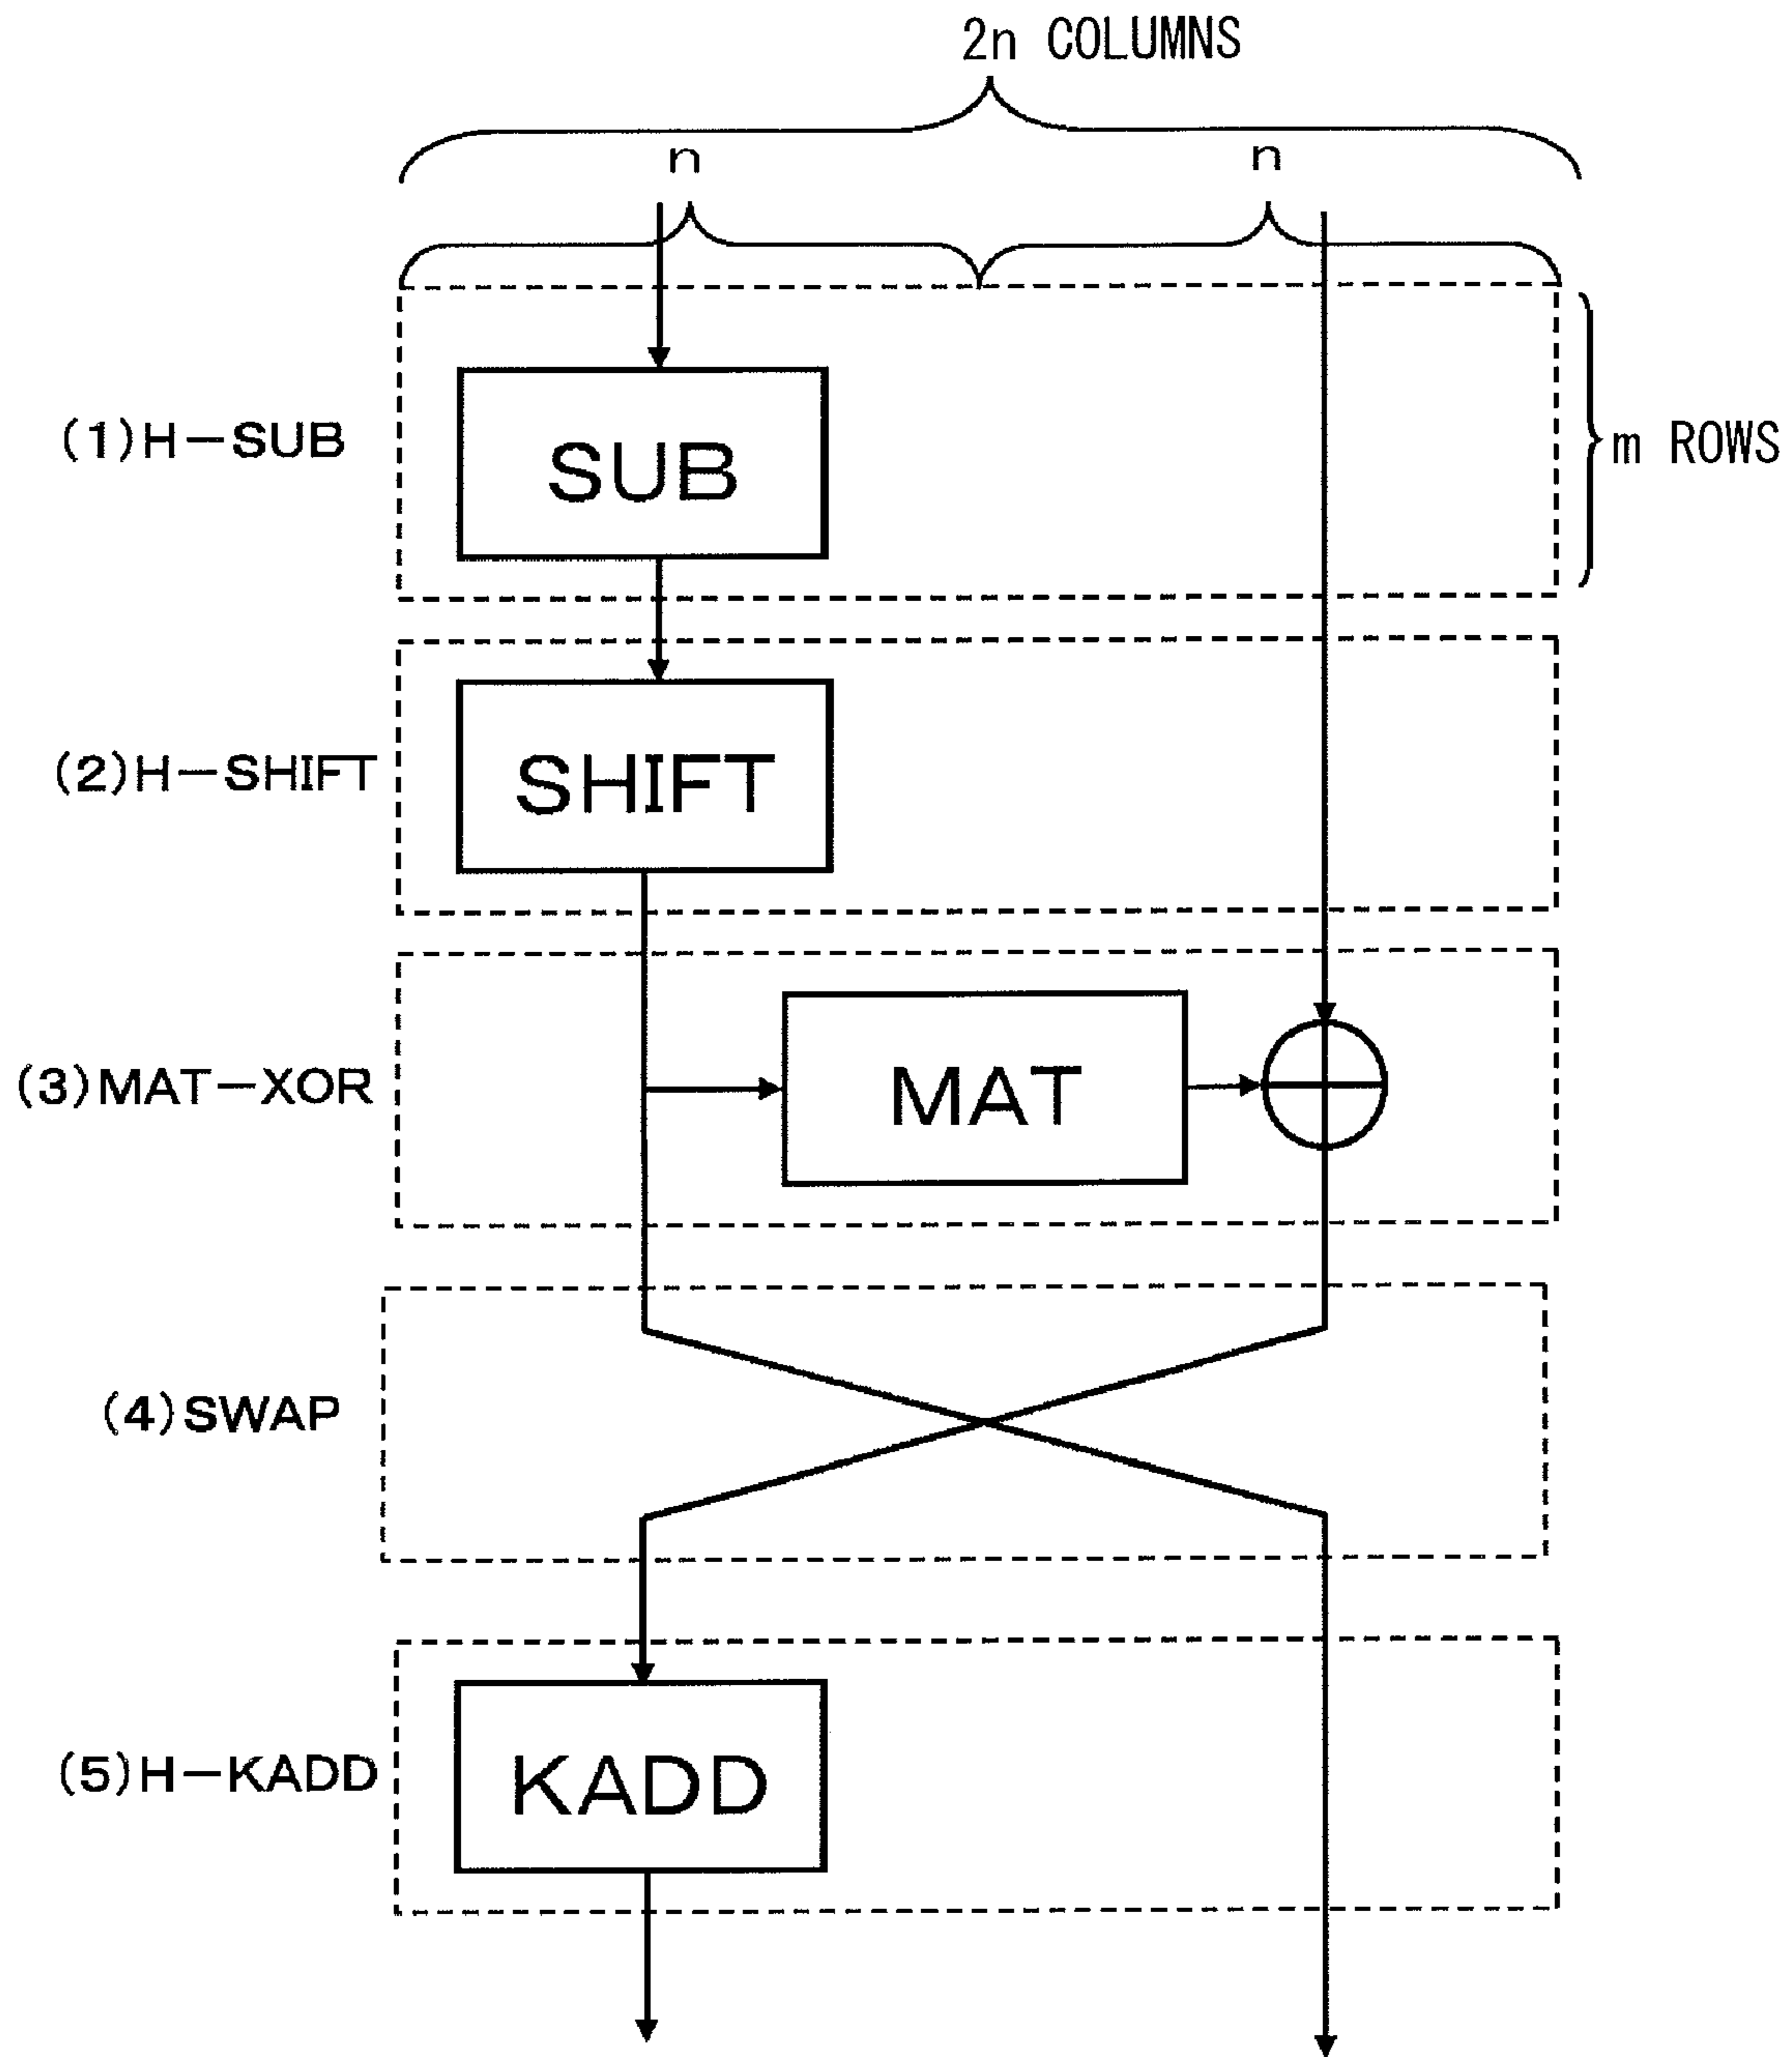 2n COLUMNS
n
n
(1)H-SUB
SUB
m ROWS
(2)H-SHIFT
SHIFT
(3)MAT-XOR
MAT
(4)SWAP
(5)H-KADD
KADD